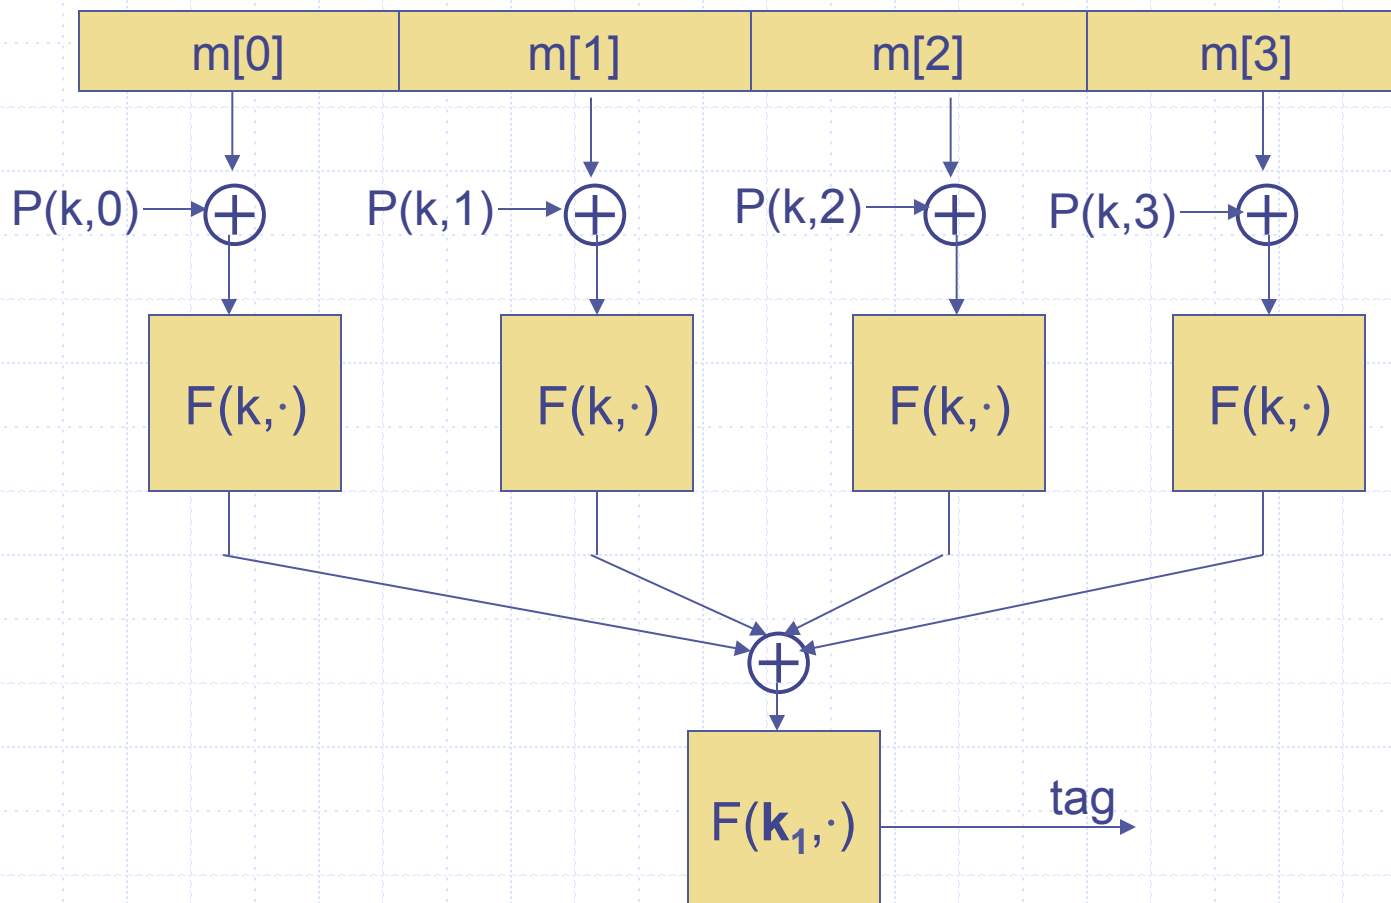 m[0] m[1] m[2] m[3]
P(k,0) P(k,1) P(k,2) P(k,3)
F(k,·) F(k,·) F(k,·) F(k,·)
tag
F(k₁,·)